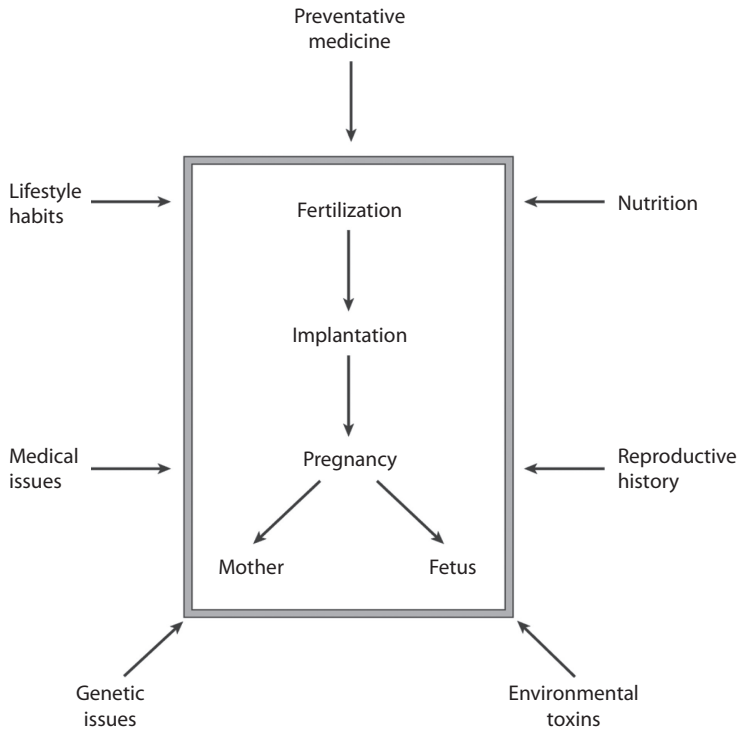 Preventative
medicine
Lifestyle
habits
Fertilization
Nutrition
Implantation
Medical
issues
Pregnancy
Reproductive
history
Mother
Fetus
Genetic
issues
Environmental
toxins